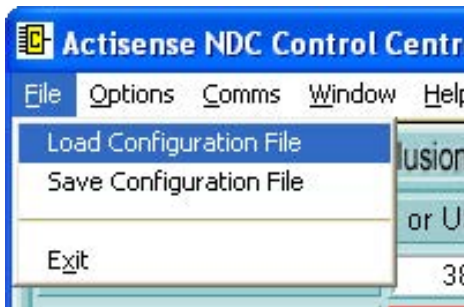 Actisense NDC Control Centr
File Options Comms Window Help
Load Configuration File
Save Configuration File
Exit
lusion
or U
38